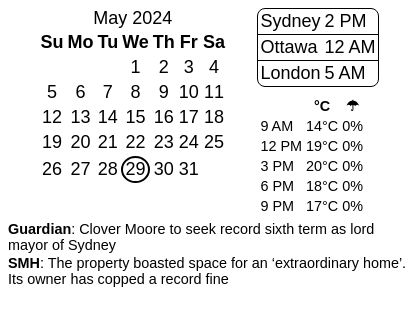 May 2024
Su Mo Tu We Th Fr Sa
1 2 3 4
5 6 7 8 9 10 11
12 13 14 15 16 17 18
19 20 21 22 23 24 25
26 27 28 29 30 31
Sydney 2 PM
Ottawa 12 AM
London 5 AM
°C ☂
9 AM 14°C 0%
12 PM 19°C 0%
3 PM 20°C 0%
6 PM 18°C 0%
9 PM 17°C 0%
Guardian: Clover Moore to seek record sixth term as lord
mayor of Sydney
SMH: The property boasted space for an ‘extraordinary home’.
Its owner has copped a record fine